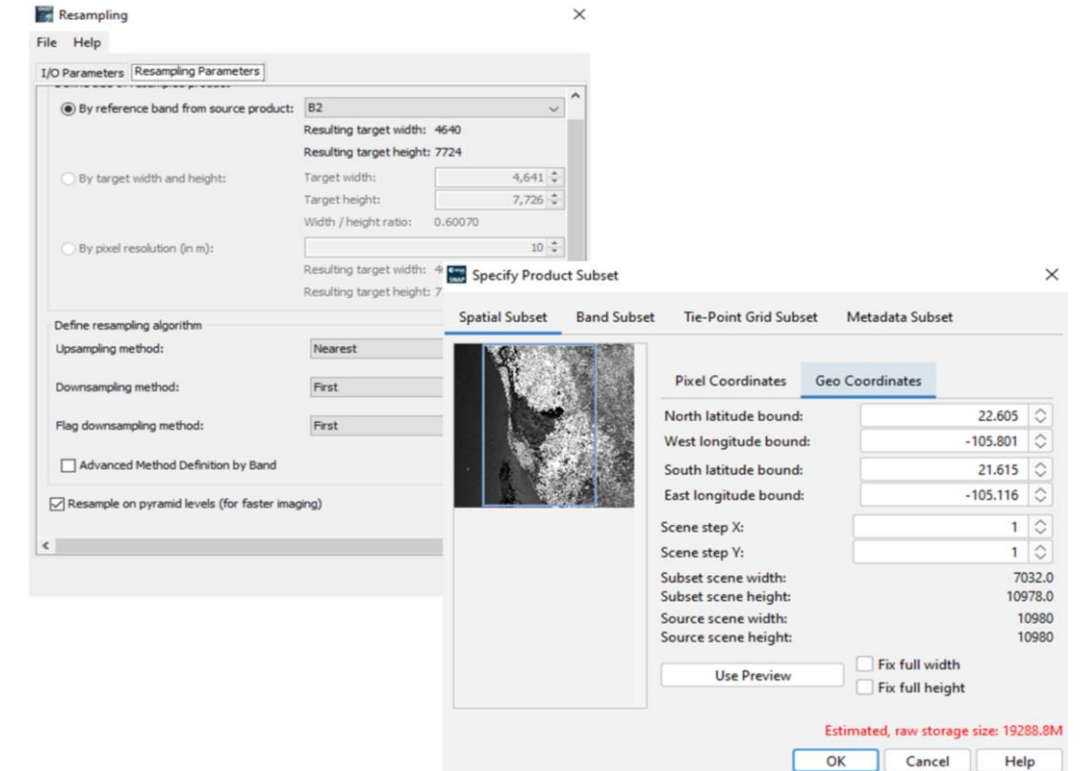 Resampling
File Help
I/O Parameters Resampling Parameters
By reference band from source product: B2
Resulting target width: 4640
Resulting target height: 7724
By target width and height: Target width: 4,641
Target height: 7,726
Width / height ratio: 0.60070
By pixel resolution (in m): 10
Resulting target width:
Resulting target height:
Define resampling algorithm
Upsampling method: Nearest
Downsampling method: First
Flag downsampling method: First
Advanced Method Definition by Band
Resample on pyramid levels (for faster imaging)
Specify Product Subset
Spatial Subset Band Subset Tie-Point Grid Subset Metadata Subset
Pixel Coordinates Geo Coordinates
North latitude bound: 22.605
West longitude bound: -105.801
South latitude bound: 21.615
East longitude bound: -105.116
Scene step X: 1
Scene step Y: 1
Subset scene width: 7032.0
Subset scene height: 10978.0
Source scene width: 10980
Source scene height: 10980
Use Preview Fix full width
Fix full height
Estimated, raw storage size: 19288.8M
OK Cancel Help